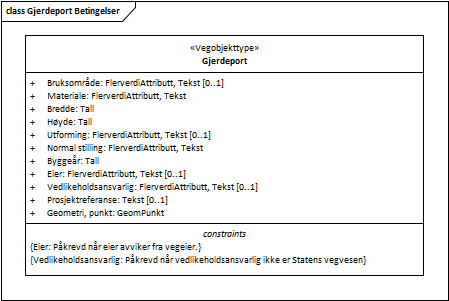 class Gjerdeport Betingelser
«Vegobjekttype»
Gjerdeport
+ Bruksområde: FlerverdiAttributt, Tekst [0..1]
+ Materiale: FlerverdiAttributt, Tekst
+ Bredde: Tall
+ Høyde: Tall
+ Utforming: FlerverdiAttributt, Tekst [0..1]
+ Normal stilling: FlerverdiAttributt, Tekst
+ Byggeår: Tall
+ Eier: FlerverdiAttributt, Tekst [0..1]
+ Vedlikeholdsansvarlig: FlerverdiAttributt, Tekst [0..1]
+ Prosjektreferanse: Tekst [0..1]
+ Geometri, punkt: GeomPunkt
constraints
{Eier: Påkrevd når eier avviker fra vegeier.}
{Vedlikeholdsansvarlig: Påkrevd når vedlikeholdsansvarlig ikke er Statens vegvesen}